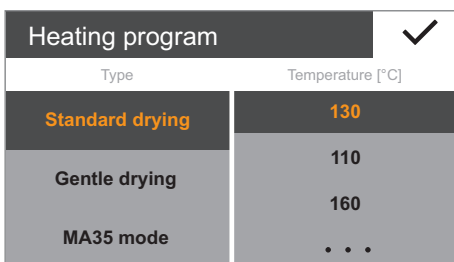 Heating program
Type Temperature [°C]
Standard drying 130
110
Gentle drying
160
MA35 mode
• • •